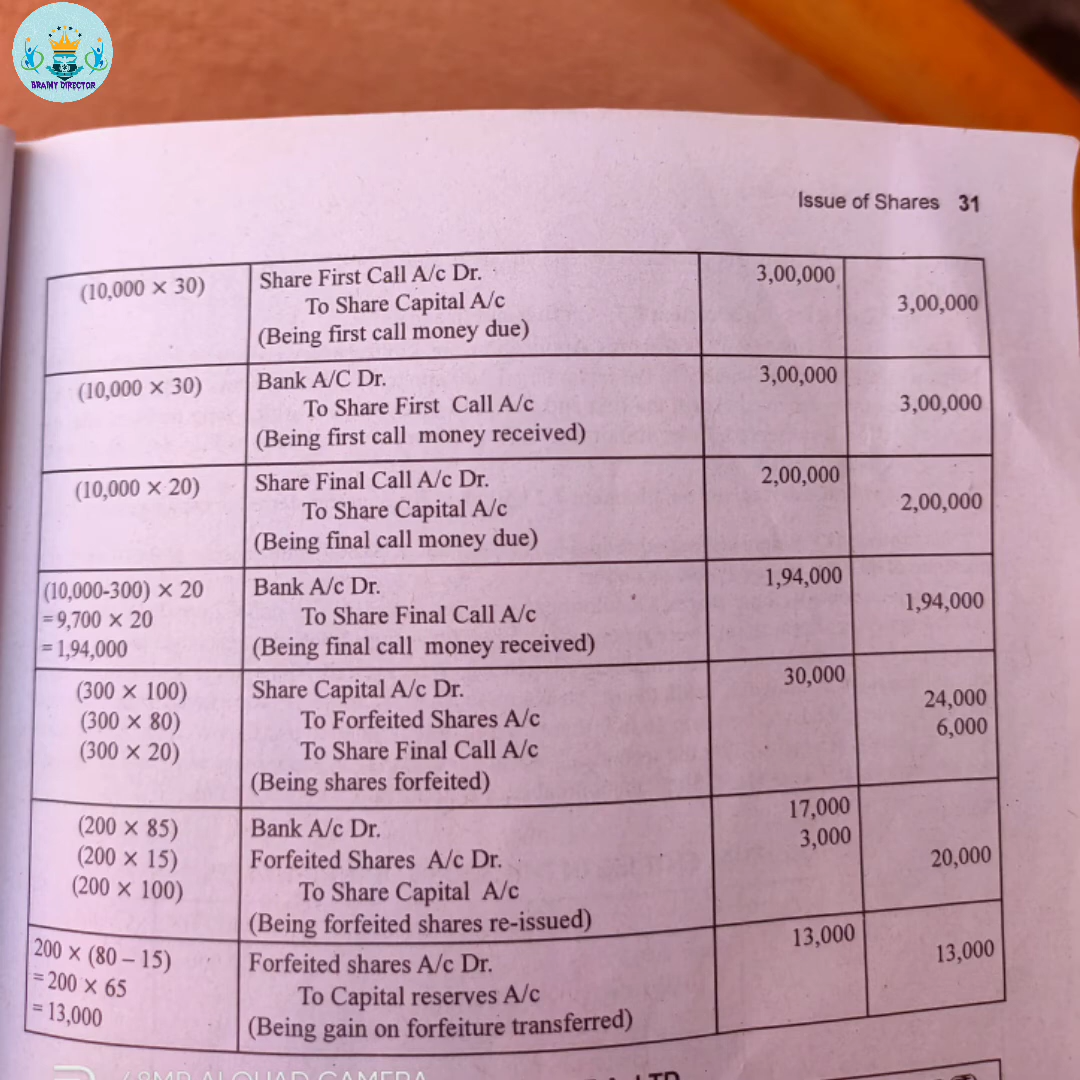 BRAINY DIRECTOR
Issue of Shares 31
(10,000 × 30) Share First Call A/c Dr. 3,00,000
To Share Capital A/c 3,00,000
(Being first call money due)
(10,000 × 30) Bank A/C Dr. 3,00,000
To Share First Call A/c 3,00,000
(Being first call money received)
(10,000 × 20) Share Final Call A/c Dr. 2,00,000
To Share Capital A/c 2,00,000
(Being final call money due)
(10,000-300) × 20 Bank A/c Dr. 1,94,000
= 9,700 × 20 To Share Final Call A/c 1,94,000
= 1,94,000 (Being final call money received)
(300 × 100) Share Capital A/c Dr. 30,000
(300 × 80) To Forfeited Shares A/c 24,000
(300 × 20) To Share Final Call A/c 6,000
(Being shares forfeited)
(200 × 85) Bank A/c Dr. 17,000
(200 × 15) Forfeited Shares A/c Dr. 3,000
(200 × 100) To Share Capital A/c 20,000
(Being forfeited shares re-issued)
200 × (80 – 15) Forfeited shares A/c Dr. 13,000
= 200 × 65 To Capital reserves A/c 13,000
= 13,000 (Being gain on forfeiture transferred)
48MP AI QUAD CAMERA
LTD